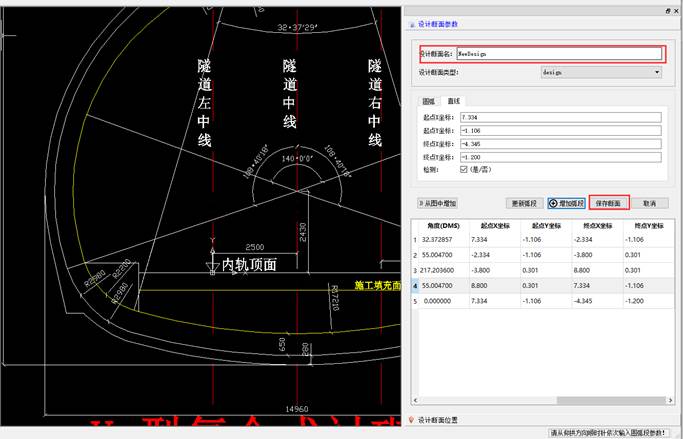 32·37'29"
隧道左中线
隧道中线
隧道右中线
108·40'18"
108·40'18"
140·0'0"
2430
2500
Y
内轨顶面
R2580
R2200
R2980
施工填充面
R17210
650
280
14960
设计断面参数
设计断面名: NewDesign
设计断面类型: design
圆弧 直线
起点X坐标: 7.334
起点Y坐标: -1.106
终点X坐标: -4.345
终点Y坐标: -1.200
检测: (是/否)
从图中增加 更新弧段 增加弧段 保存断面 取消
角度(DMS) 起点X坐标 起点Y坐标 终点X坐标 终点Y坐标
1 32.372857 7.334 -1.106 -2.334 -1.106
2 55.004700 -2.334 -1.106 -3.800 0.301
3 217.203600 -3.800 0.301 8.800 0.301
4 55.004700 8.800 0.301 7.334 -1.106
5 0.000000 7.334 -1.106 -4.345 -1.200
设计断面位置
请从仰拱方向顺时针依次输入圆弧段参数!